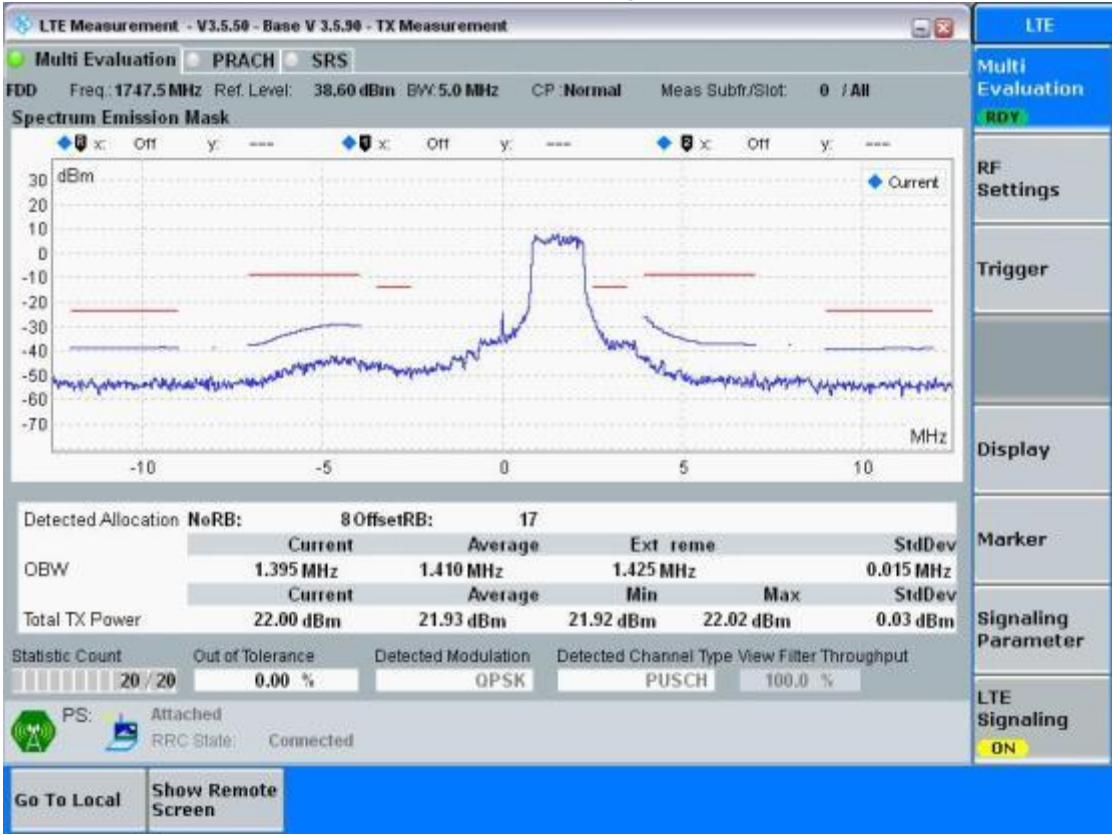 LTE Measurement - V3.5.50 - Base V 3.5.90 - TX Measurement
LTE
Multi Evaluation PRACH SRS
FDD Freq.: 1747.5 MHz Ref. Level: 38.60 dBm BW: 5.0 MHz CP : Normal Meas Subfr./Slot: 0 / All
Spectrum Emission Mask
x: Off y: --- x: Off y: --- x: Off y: ---
dBm
Current
30
20
10
0
-10
-20
-30
-40
-50
-60
-70
MHz
-10 -5 0 5 10
Detected Allocation NoRB: 8 OffsetRB: 17
Current Average Ext reme StdDev
OBW 1.395 MHz 1.410 MHz 1.425 MHz 0.015 MHz
Current Average Min Max StdDev
Total TX Power 22.00 dBm 21.93 dBm 21.92 dBm 22.02 dBm 0.03 dBm
Statistic Count Out of Tolerance Detected Modulation Detected Channel Type View Filter Throughput
20 / 20 0.00 % QPSK PUSCH 100.0 %
PS: Attached
RRC State: Connected
Multi
Evaluation
RDY
RF
Settings
Trigger
Display
Marker
Signaling
Parameter
LTE
Signaling
ON
Go To Local
Show Remote
Screen